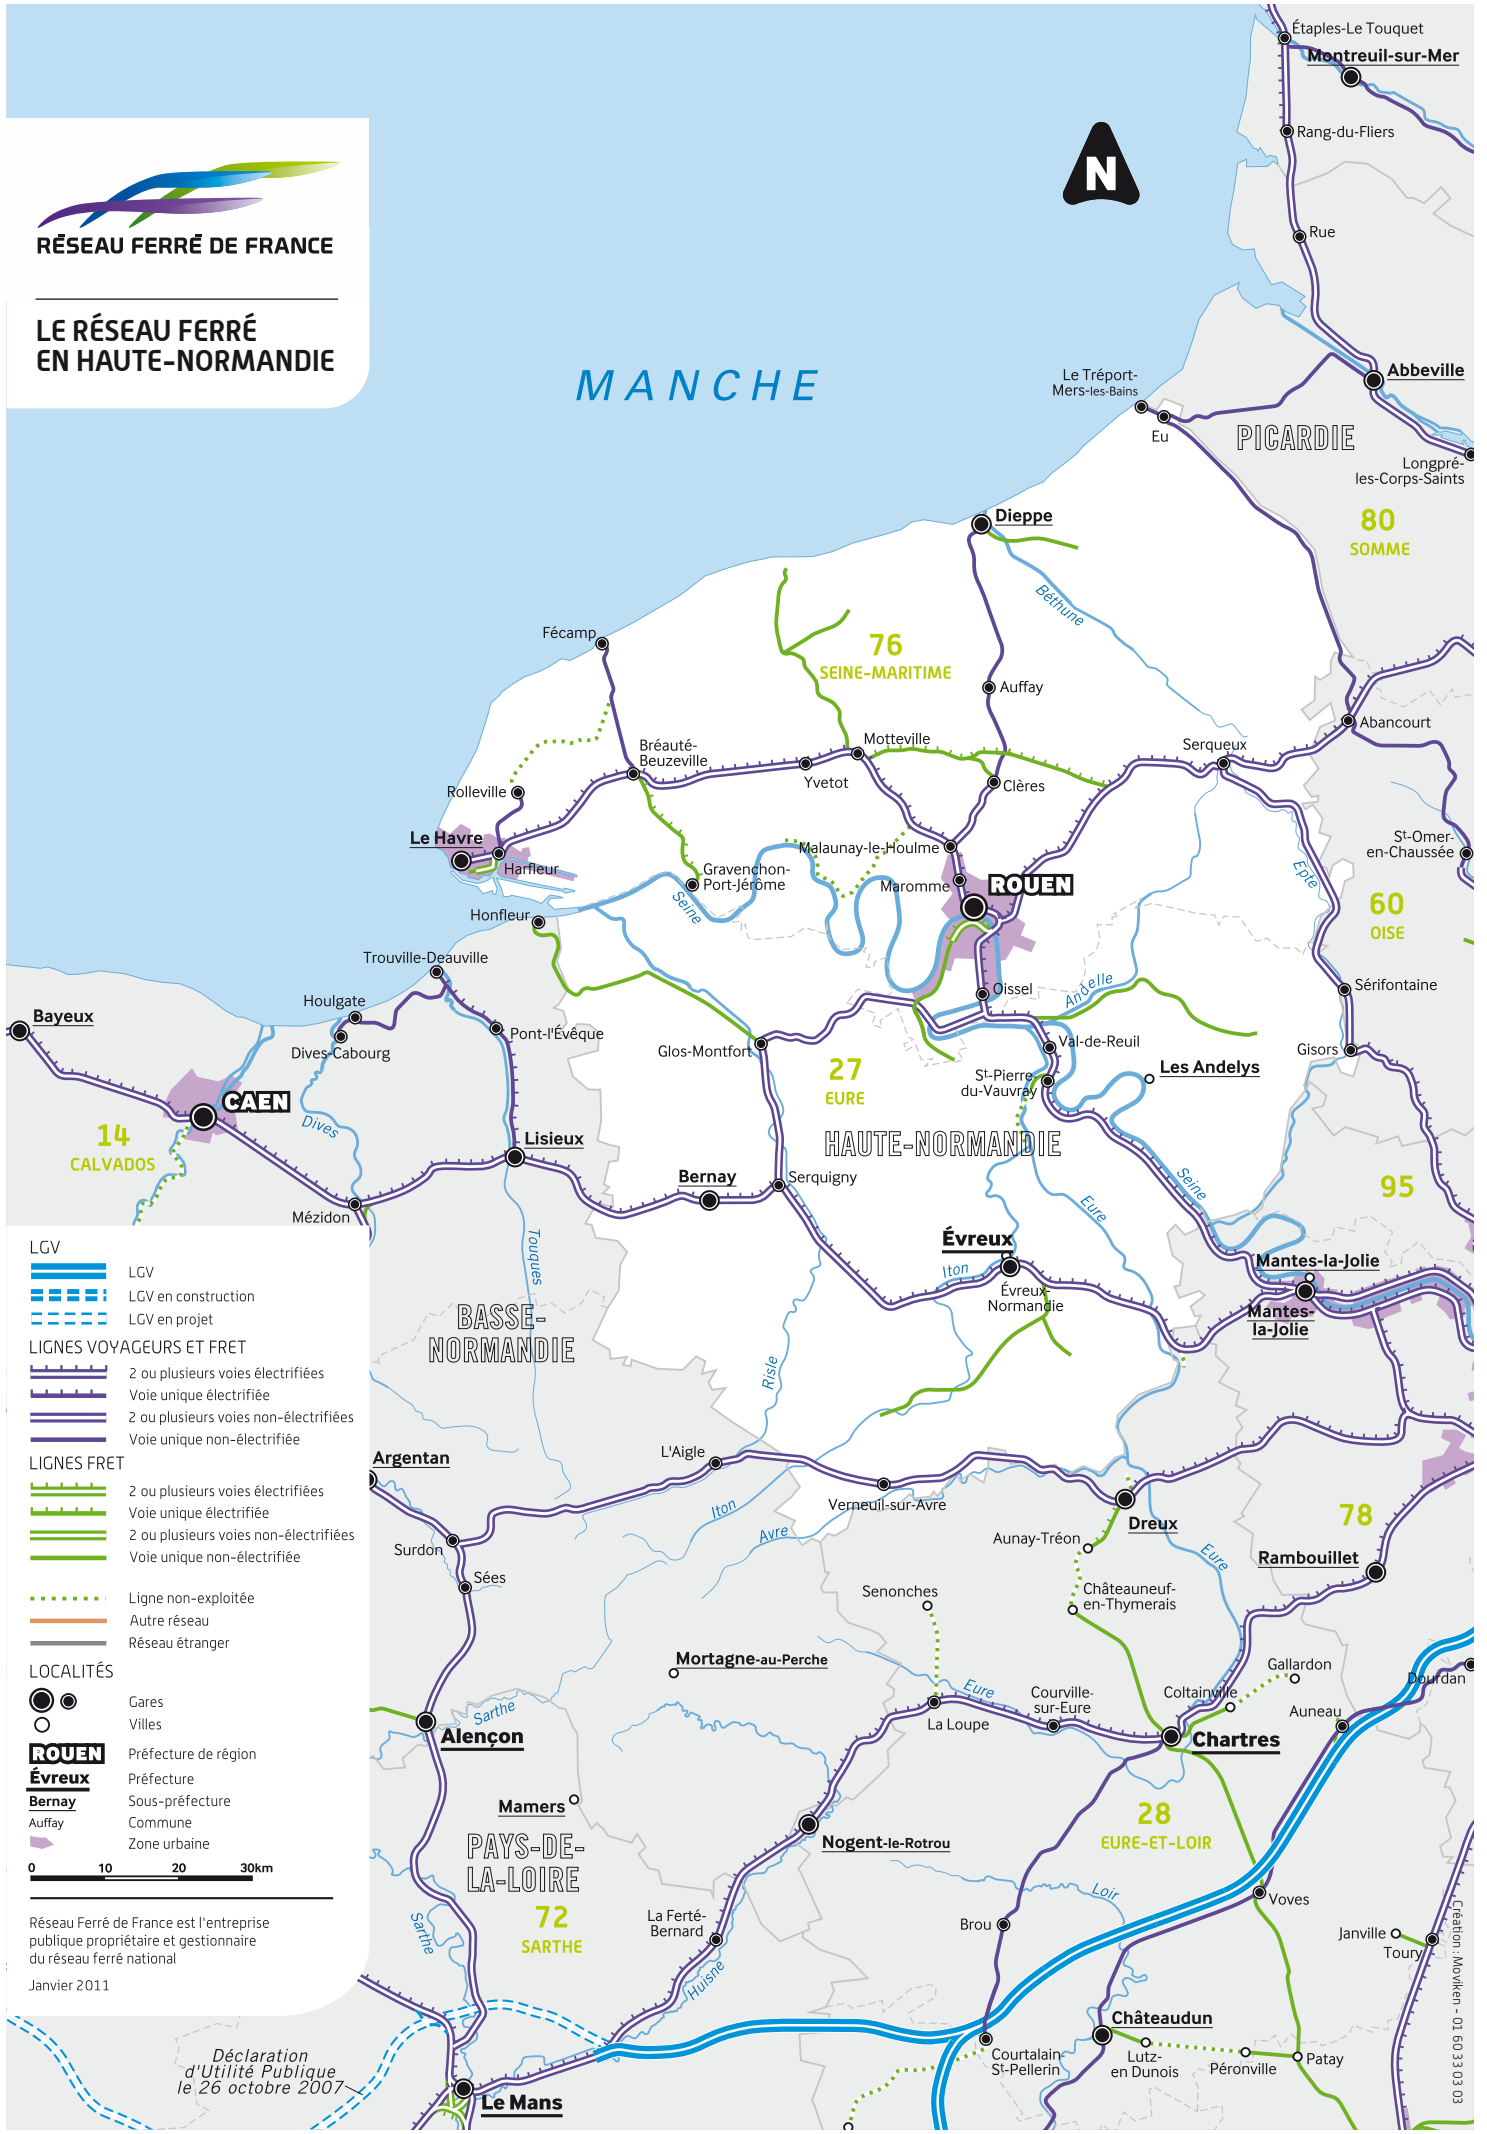 RÉSEAU FERRÉ DE FRANCE
LE RÉSEAU FERRÉ
EN HAUTE-NORMANDIE
MANCHE
N
Étaples-Le Touquet
Montreuil-sur-Mer
Rang-du-Fliers
Rue
Abbeville
Le Tréport-
Mers-les-Bains
Eu
PICARDIE
Longpré-
les-Corps-Saints
80
SOMME
Dieppe
Béthune
Fécamp
76
SEINE-MARITIME
Auffay
Abancourt
Bréauté-
Beuzeville
Motteville
Serqueux
Yvetot
Clères
Rolleville
Le Havre
Harfleur
Malaunay-le-Houlme
St-Omer-
en-Chaussée
Gravenchon-
Port-Jérôme
Maromme
ROUEN
Epte
Seine
60
OISE
Honfleur
Trouville-Deauville
Oissel
Andelle
Sérifontaine
Houlgate
Bayeux
Pont-l'Évêque
Dives-Cabourg
Glos-Montfort
Val-de-Reuil
Gisors
27
EURE
St-Pierre
du-Vauvray
Les Andelys
CAEN
Dives
14
CALVADOS
Lisieux
HAUTE-NORMANDIE
Bernay
Serquigny
Seine
95
Eure
Mézidon
Touques
Évreux
Iton
Évreux-
Normandie
Mantes-la-Jolie
Mantes-
la-Jolie
BASSE-
NORMANDIE
Risle
LGV
LGV
LGV en construction
LGV en projet
LIGNES VOYAGEURS ET FRET
2 ou plusieurs voies électrifiées
Voie unique électrifiée
2 ou plusieurs voies non-électrifiées
Voie unique non-électrifiée
LIGNES FRET
2 ou plusieurs voies électrifiées
Voie unique électrifiée
2 ou plusieurs voies non-électrifiées
Voie unique non-électrifiée
Ligne non-exploitée
Autre réseau
Réseau étranger
LOCALITÉS
Gares
Villes
ROUEN Préfecture de région
Évreux Préfecture
Bernay Sous-préfecture
Auffay Commune
Zone urbaine
0 10 20 30km
Réseau Ferré de France est l'entreprise
publique propriétaire et gestionnaire
du réseau ferré national
Janvier 2011
Argentan
L'Aigle
Verneuil-sur-Avre
Iton
Avre
Surdon
Sées
Dreux
Aunay-Tréon
78
Eure
Rambouillet
Senonches
Châteauneuf-
en-Thymerais
Mortagne-au-Perche
Gallardon
Dourdan
Sarthe
Eure
Courville-
sur-Eure
Coltainville
Auneau
La Loupe
Alençon
Chartres
Mamers
28
EURE-ET-LOIR
Nogent-le-Rotrou
PAYS-DE-
LA-LOIRE
72
SARTHE
Loir
Voves
La Ferté-
Bernard
Brou
Janville
Toury
Sarthe
Huisne
Châteaudun
Courtalain-
St-Pellerin
Lutz-
en Dunois
Péronville
Patay
Déclaration
d'Utilité Publique
le 26 octobre 2007
Le Mans
Création : Moviken - 01 60 33 03 03